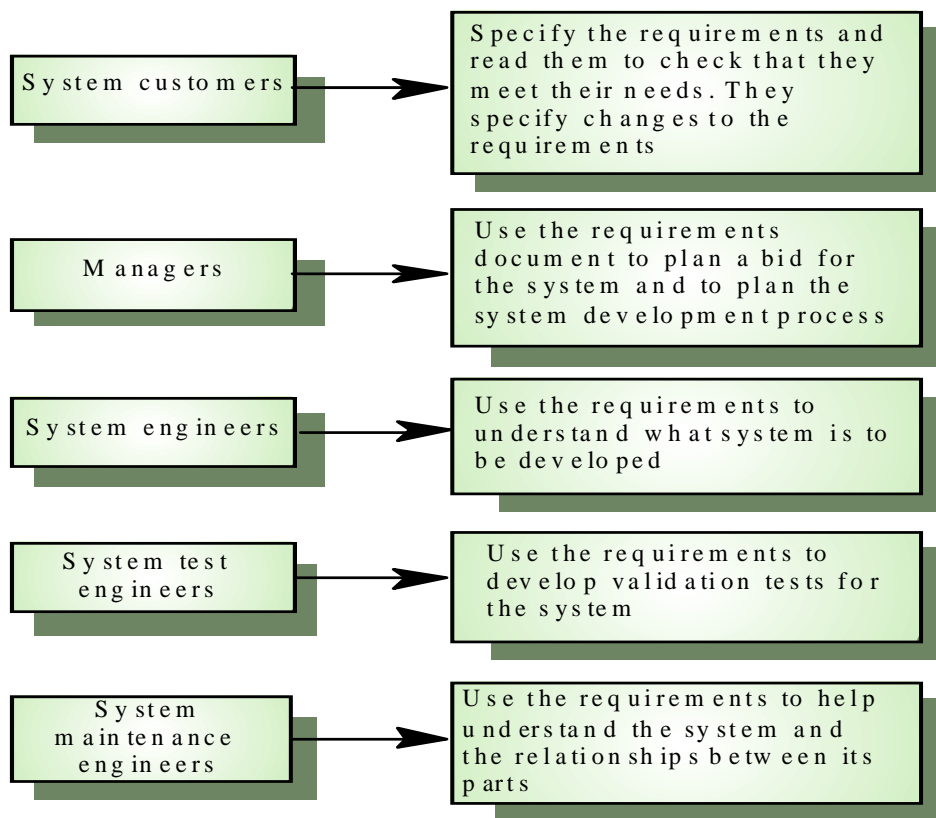 System customers
Specify the requirements and
read them to check that they
meet their needs. They
specify changes to the
requirements
Managers
Use the requirements
document to plan a bid for
the system and to plan the
system development process
System engineers
Use the requirements to
understand what system is to
be developed
System test
engineers
Use the requirements to
develop validation tests for
the system
System
maintenance
engineers
Use the requirements to help
understand the system and
the relationships between its
parts